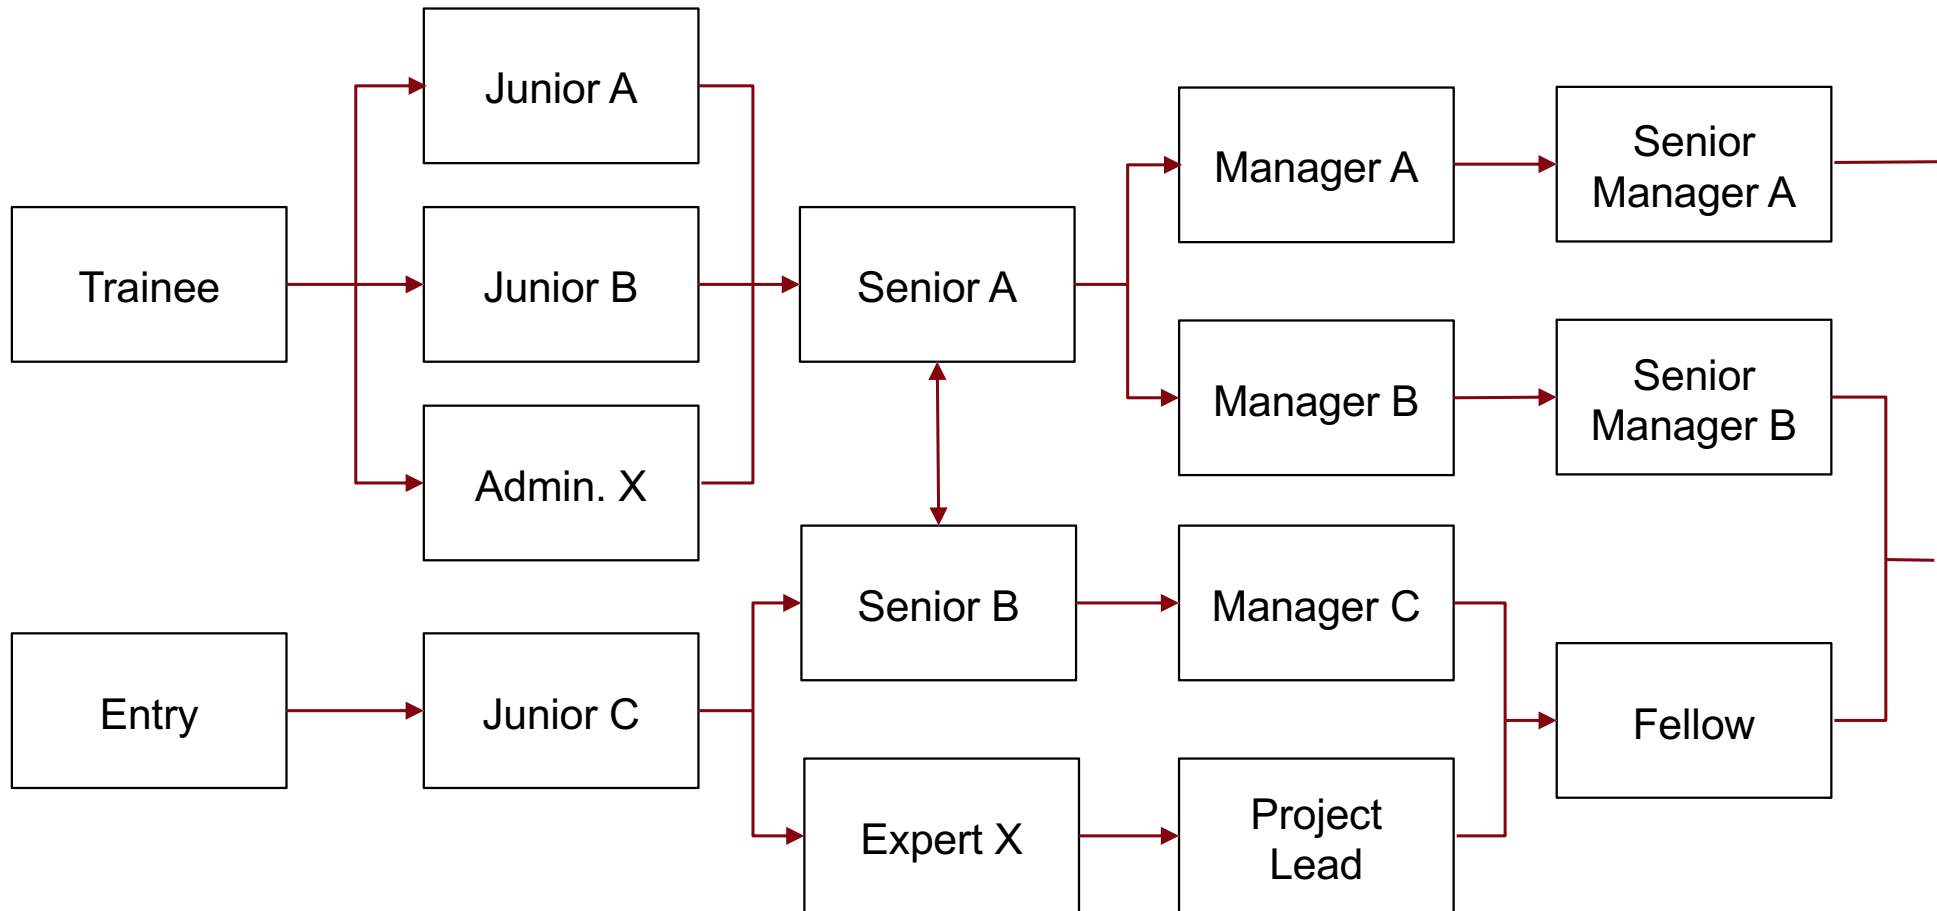 Junior A
Manager A
Senior
Manager A
Trainee
Junior B
Senior A
Manager B
Senior
Manager B
Admin. X
Senior B
Manager C
Entry
Junior C
Fellow
Expert X
Project
Lead